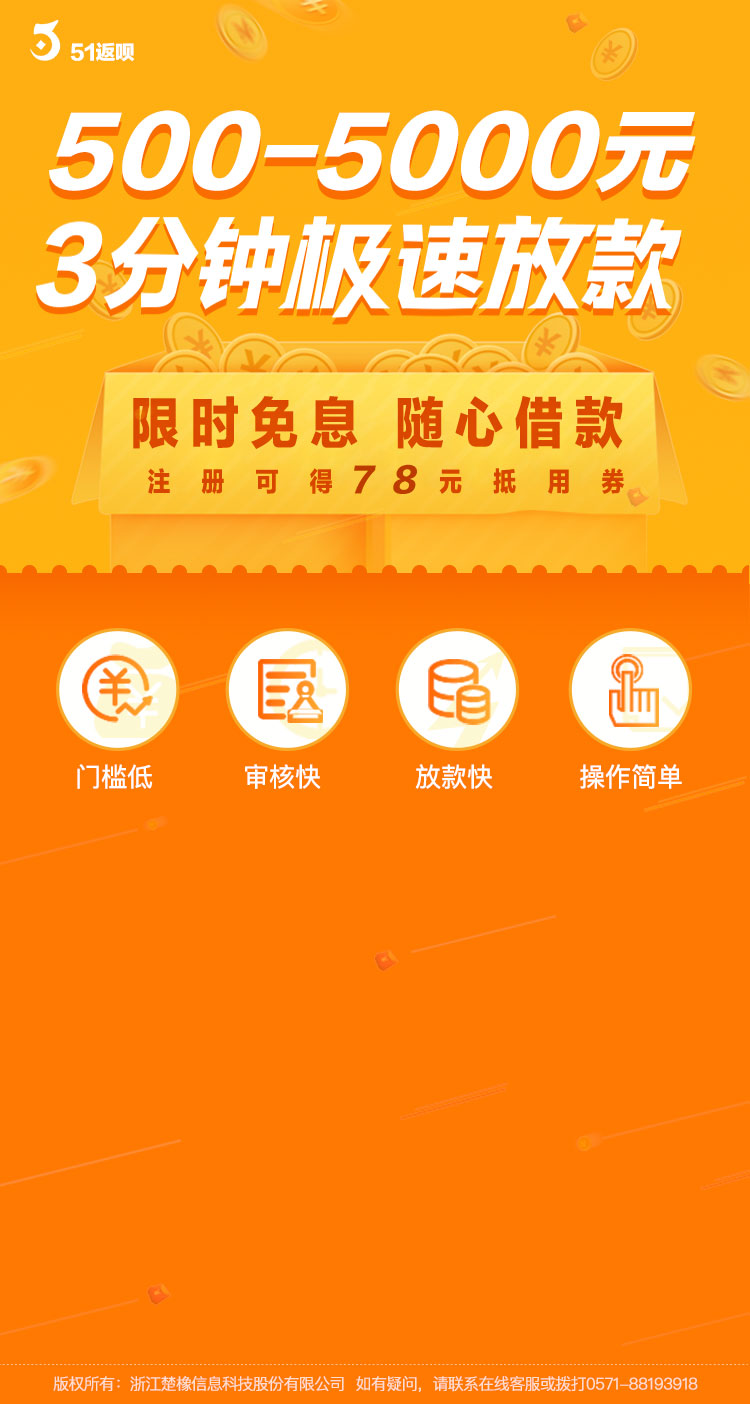 51返呗
500-5000元
3分钟极速放款
限时免息 随心借款
注册可得78元抵用券
门槛低 审核快 放款快 操作简单
版权所有：浙江楚橡信息科技股份有限公司 如有疑问，请联系在线客服或拨打0571-88193918